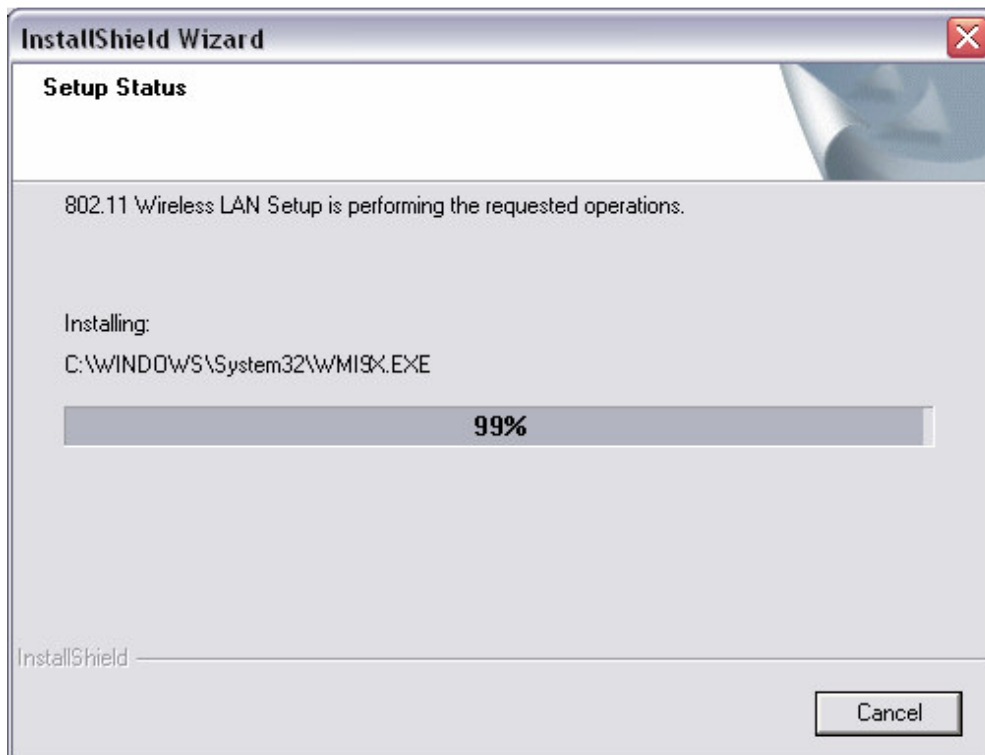 InstallShield Wizard
Setup Status
802.11 Wireless LAN Setup is performing the requested operations.
Installing:
C:\WINDOWS\System32\WMI9X.EXE
99%
InstallShield
Cancel